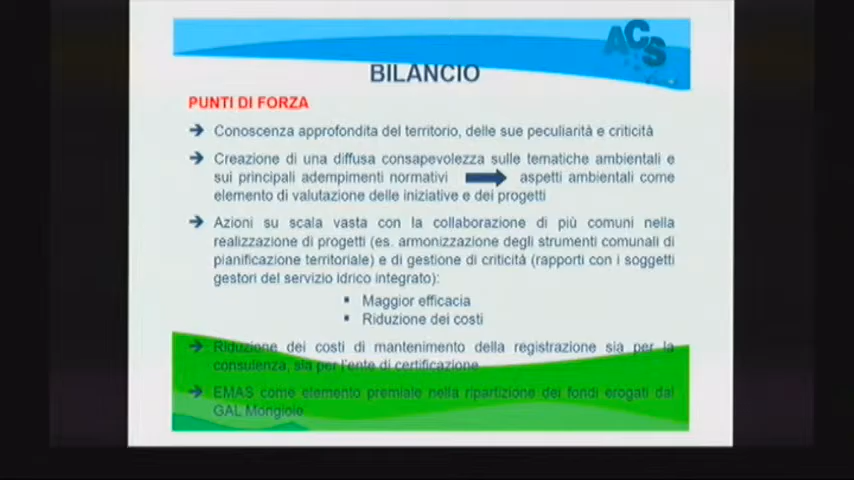 ACS
BILANCIO
PUNTI DI FORZA
➔ Conoscenza approfondita del territorio, delle sue peculiarità e criticità
➔ Creazione di una diffusa consapevolezza sulle tematiche ambientali e
sui principali adempimenti normativi ➔ aspetti ambientali come
elemento di valutazione delle iniziative e dei progetti
➔ Azioni su scala vasta con la collaborazione di più comuni nella
realizzazione di progetti (es. armonizzazione degli strumenti comunali di
pianificazione territoriale) e di gestione di criticità (rapporti con i soggetti
gestori del servizio idrico integrato):
▪ Maggior efficacia
▪ Riduzione dei costi
➔ Riduzione dei costi di mantenimento della registrazione sia per la
consulenza, sia per l'ente di certificazione
➔ EMAS come elemento premiale nella ripartizione dei fondi erogati dal
GAL Mongioie